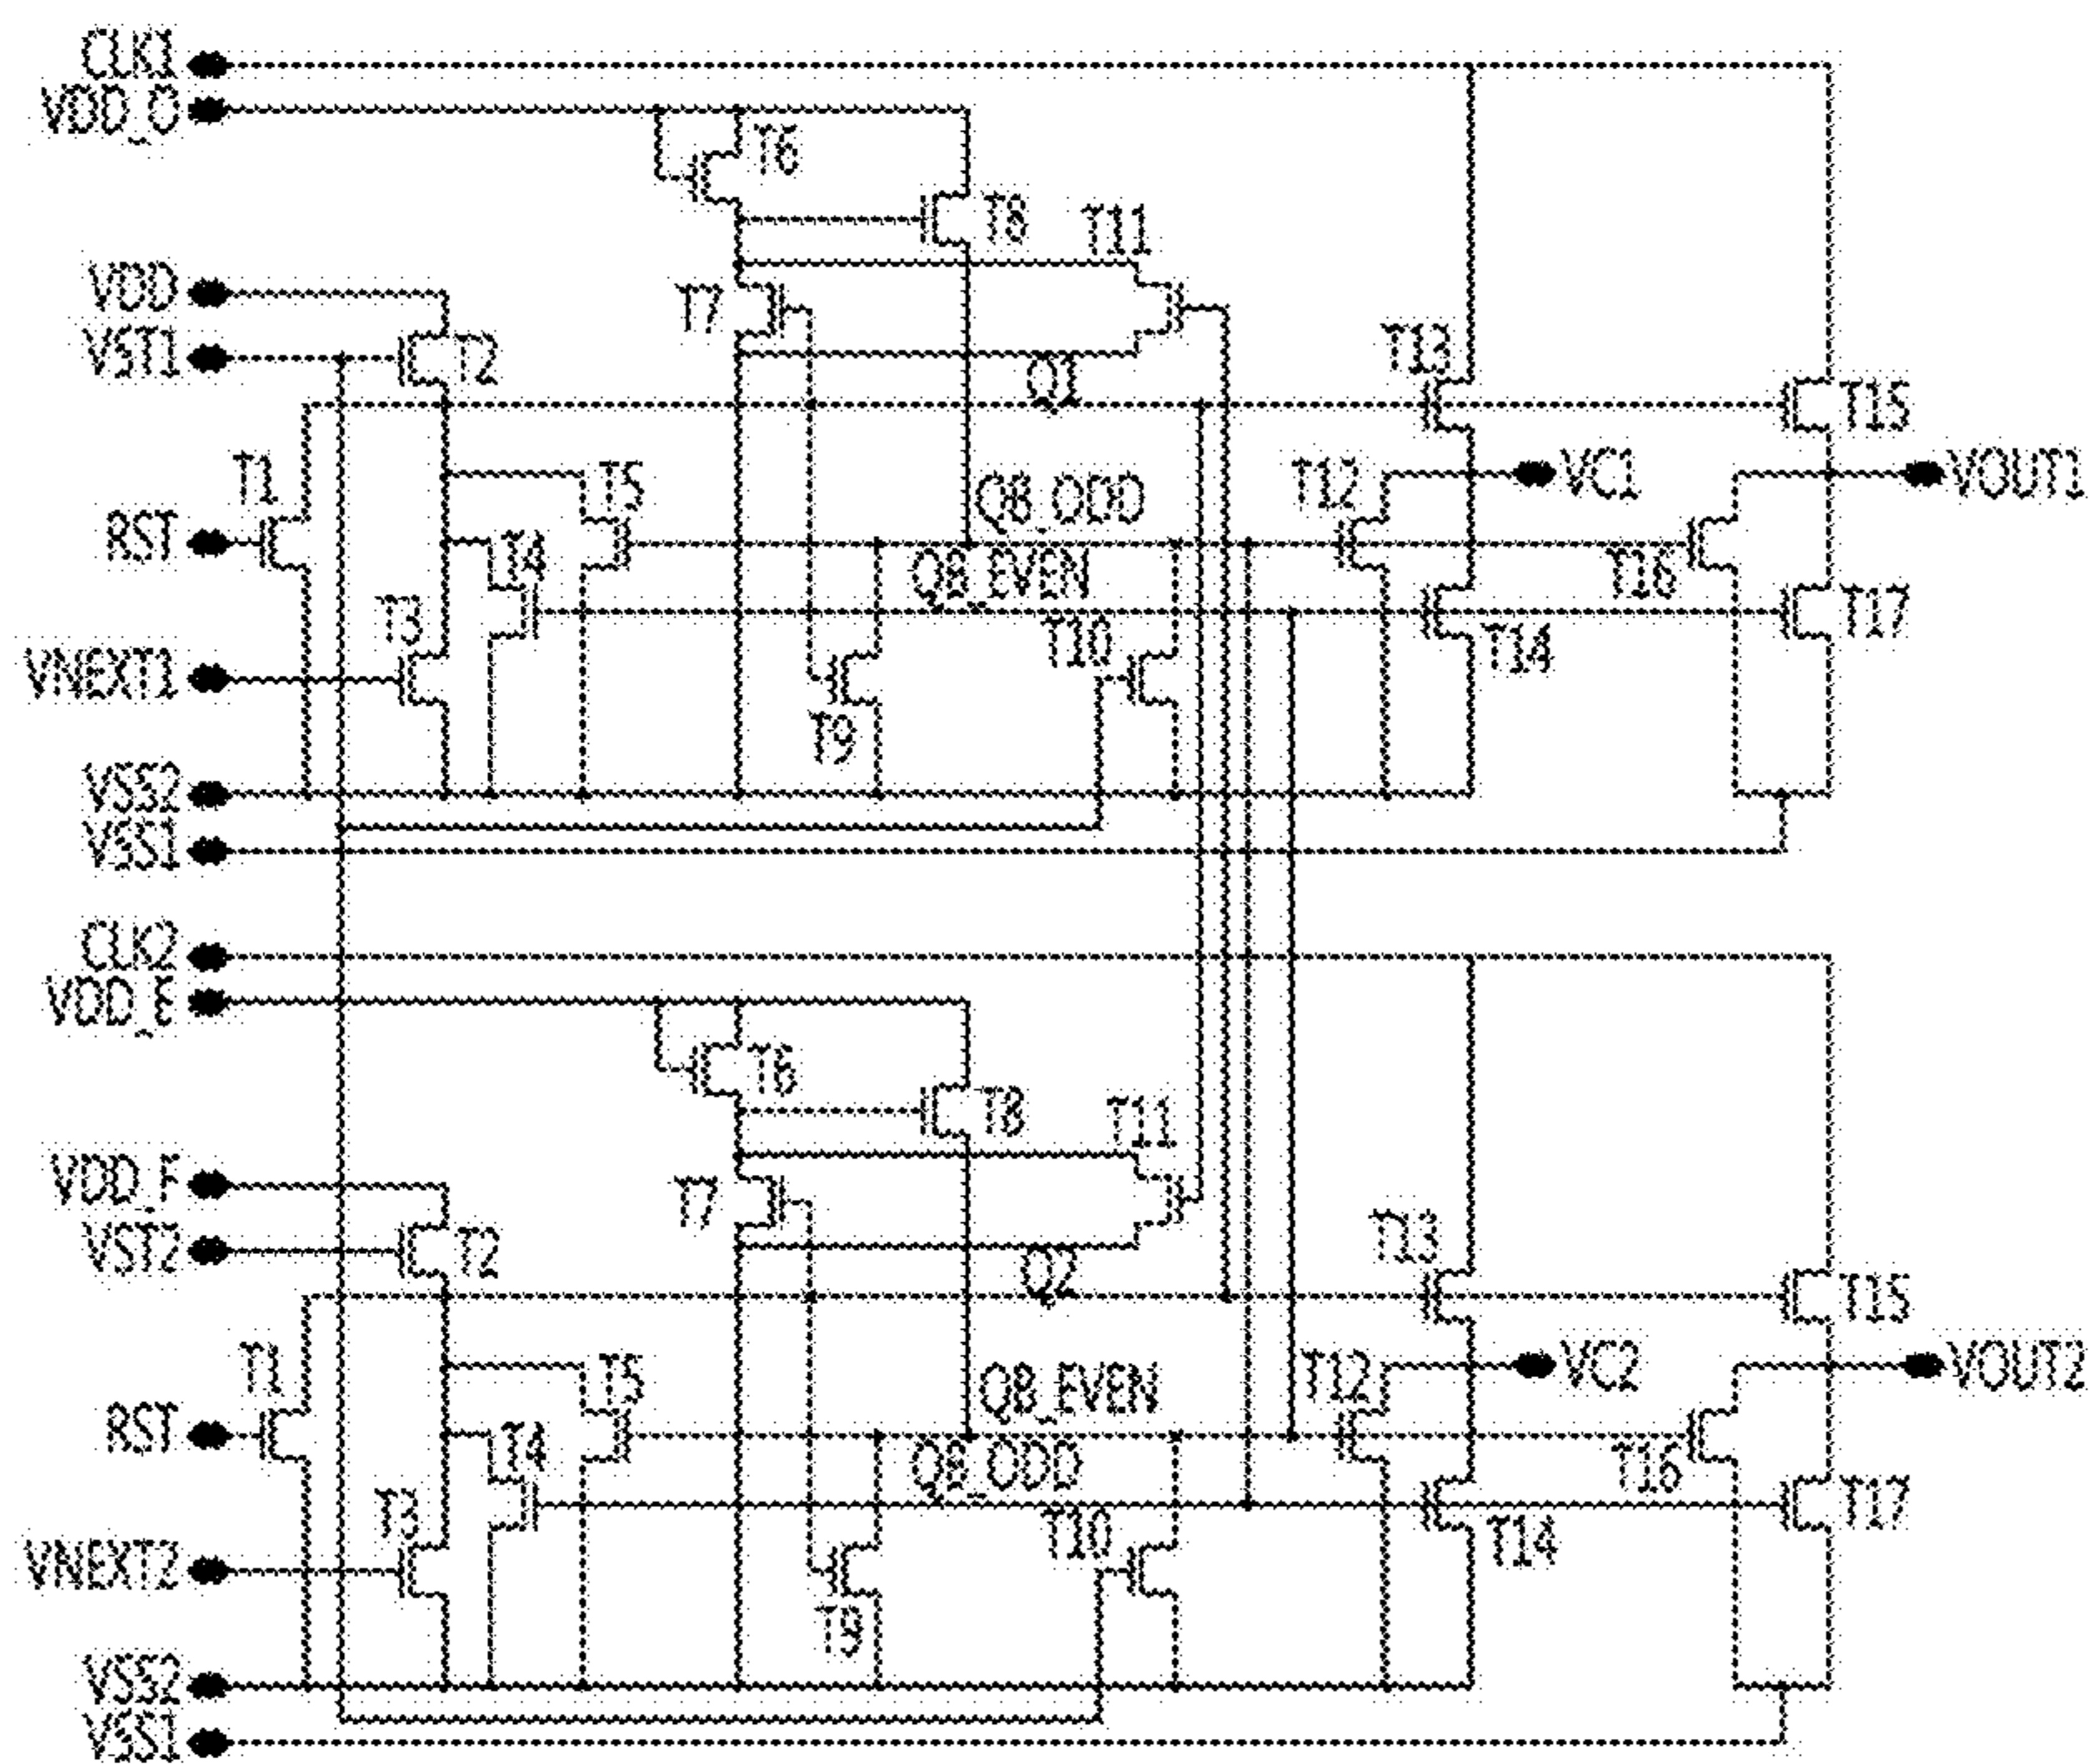 CLK1
VDD_O
T6
T8
T11
VDD
T7
VST1
T2
T13
Q1
T15
T1
T5
T12
VC1
VOUT1
QB_ODD
RST
T4
QB_EVEN
T16
T3
T10
T17
T14
VNEXT1
T9
VSS2
VSS1
CLK2
VDD_E
T6
T8
T11
VDD_F
T7
VST2
T2
T13
Q2
T15
T1
T5
T12
VC2
VOUT2
QB_EVEN
RST
T4
QB_ODD
T16
T3
T10
T17
T14
VNEXT2
T9
VSS2
VSS1